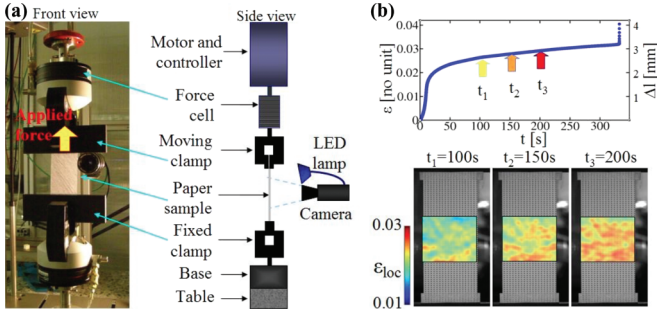 (a) Front view
Applied
force
Side view
Motor and
controller
Force
cell
Moving
clamp
Paper
sample
Fixed
clamp
Base
Table
LED
lamp
Camera
(b)
ε [no unit]
0.04
0.03
0.02
0.01
0
4
3
2
1
Δl [mm]
t₁
t₂
t₃
0 50 100 150 200 250 300
t [s]
t₁=100s t₂=150s t₃=200s
0.03
εloc
0.01